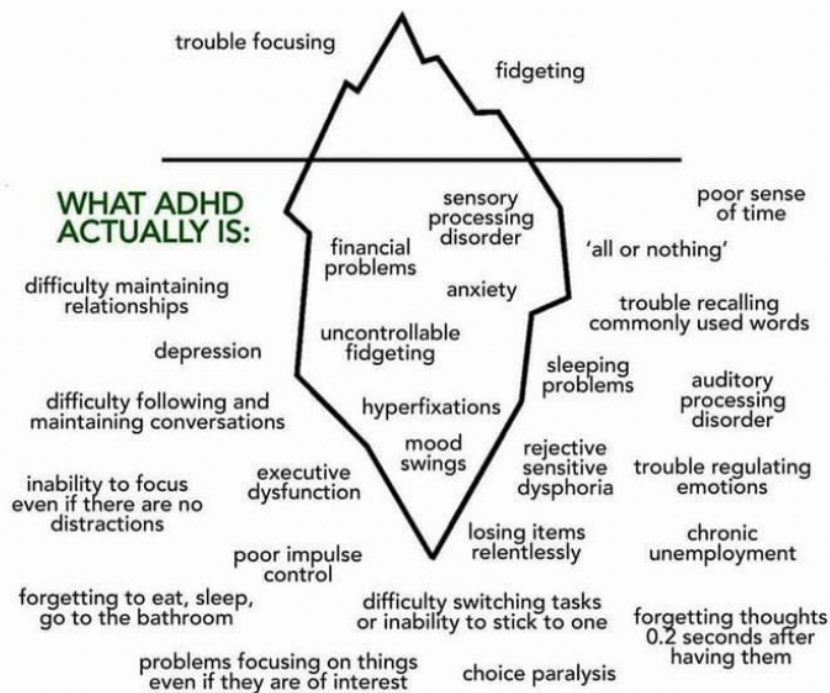 trouble focusing
fidgeting
WHAT ADHD
ACTUALLY IS:
sensory
processing
disorder
poor sense
of time
financial
problems
'all or nothing'
difficulty maintaining
relationships
anxiety
trouble recalling
commonly used words
depression
uncontrollable
fidgeting
sleeping
problems
auditory
processing
disorder
difficulty following and
maintaining conversations
hyperfixations
mood
swings
rejective
sensitive
dysphoria
trouble regulating
emotions
inability to focus
even if there are no
distractions
executive
dysfunction
losing items
relentlessly
chronic
unemployment
poor impulse
control
forgetting to eat, sleep,
go to the bathroom
difficulty switching tasks
or inability to stick to one
forgetting thoughts
0.2 seconds after
having them
problems focusing on things
even if they are of interest
choice paralysis